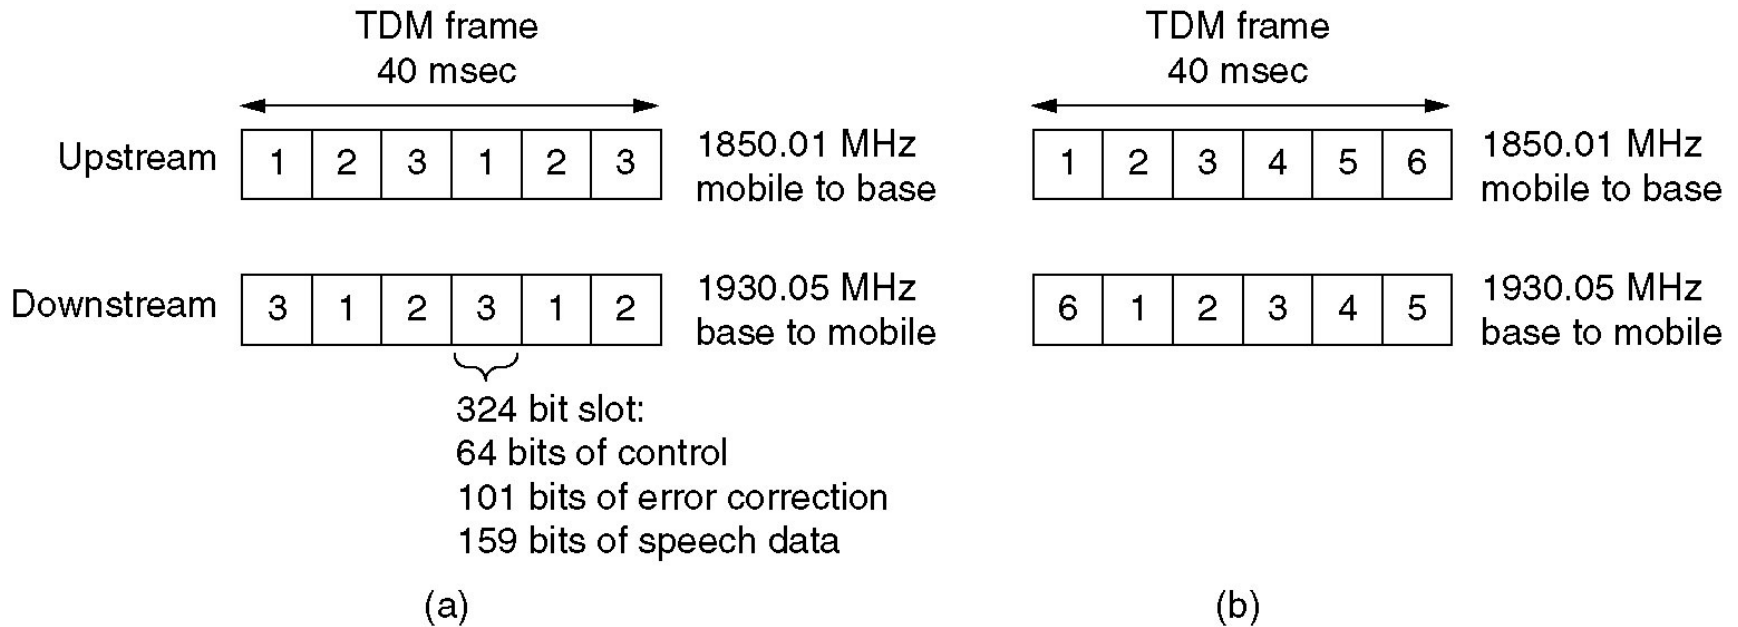 TDM frame
40 msec
Upstream
1 2 3 1 2 3
1850.01 MHz
mobile to base
Downstream
3 1 2 3 1 2
1930.05 MHz
base to mobile
324 bit slot:
64 bits of control
101 bits of error correction
159 bits of speech data
(a)
TDM frame
40 msec
1 2 3 4 5 6
1850.01 MHz
mobile to base
6 1 2 3 4 5
1930.05 MHz
base to mobile
(b)